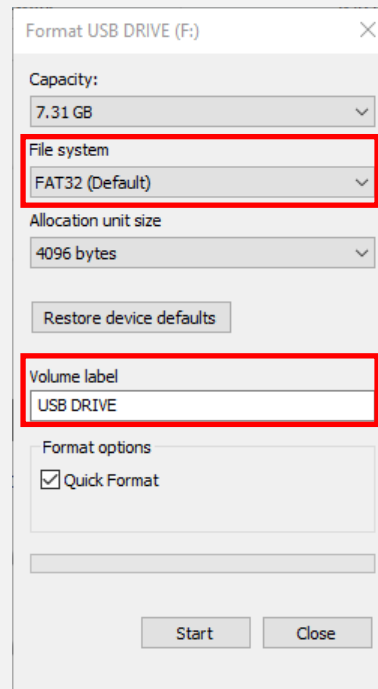 Format USB DRIVE (F:)
Capacity:
7.31 GB
File system
FAT32 (Default)
Allocation unit size
4096 bytes
Restore device defaults
Volume label
USB DRIVE
Format options
Quick Format
Start Close